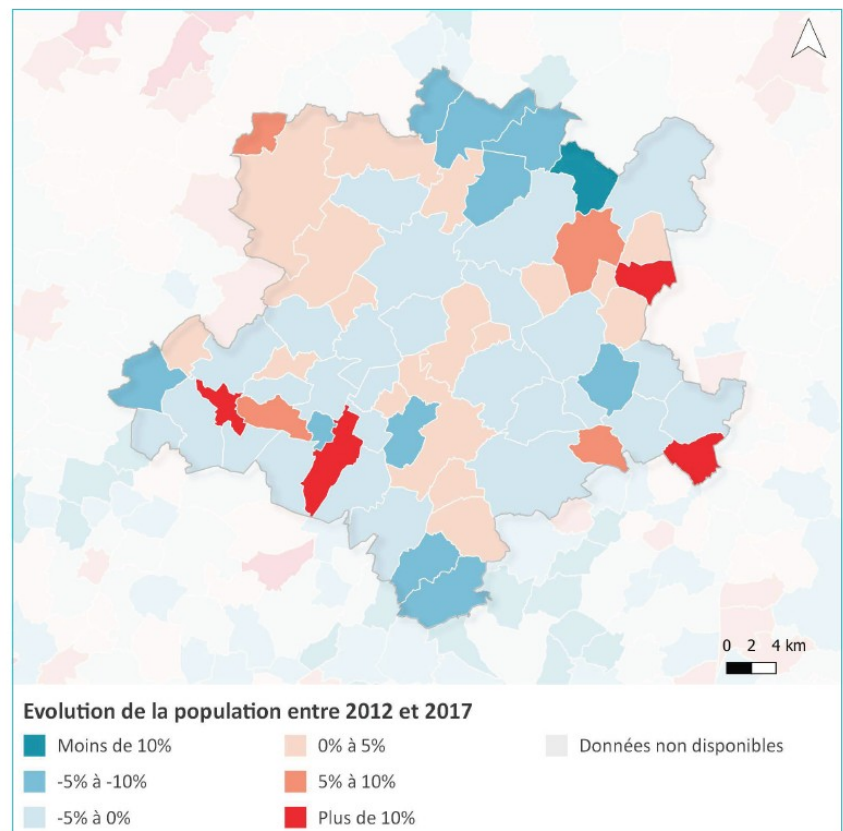 0 2 4 km
Evolution de la population entre 2012 et 2017
Moins de 10%
0% à 5%
Données non disponibles
-5% à -10%
5% à 10%
-5% à 0%
Plus de 10%